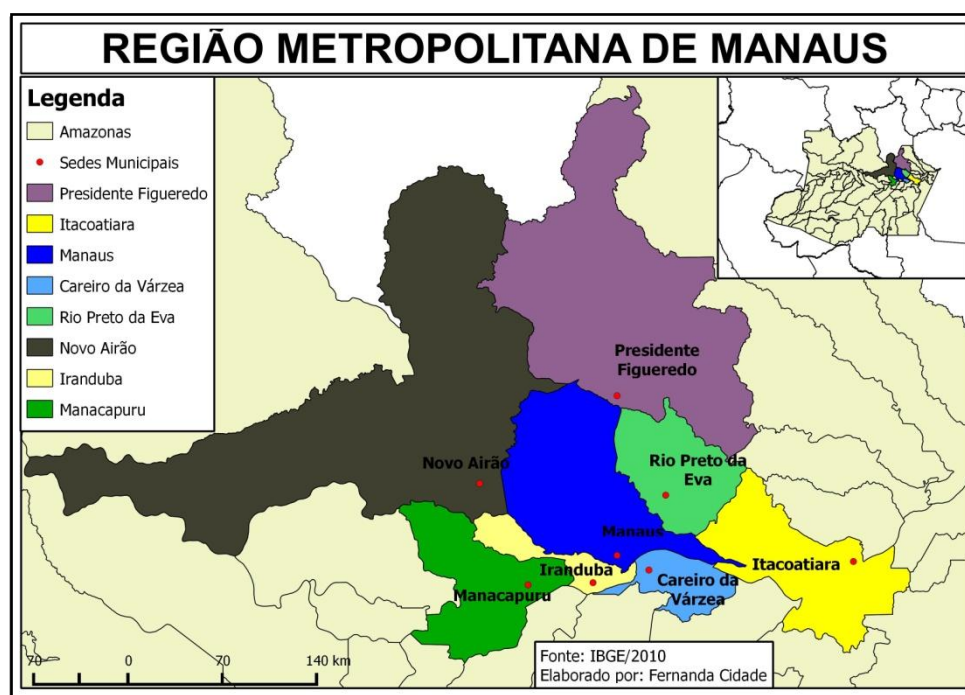 REGIÃO METROPOLITANA DE MANAUS
Legenda
Amazonas
Sedes Municipais
Presidente Figueredo
Itacoatiara
Manaus
Careiro da Várzea
Rio Preto da Eva
Novo Airão
Iranduba
Manacapuru
Presidente
Figueredo
Novo Airão
Rio Preto da
Eva
Manaus
Iranduba
Manacapuru
Careiro da
Várzea
Itacoatiara
70 0 70 140 km
Fonte: IBGE/2010
Elaborado por: Fernanda Cidade